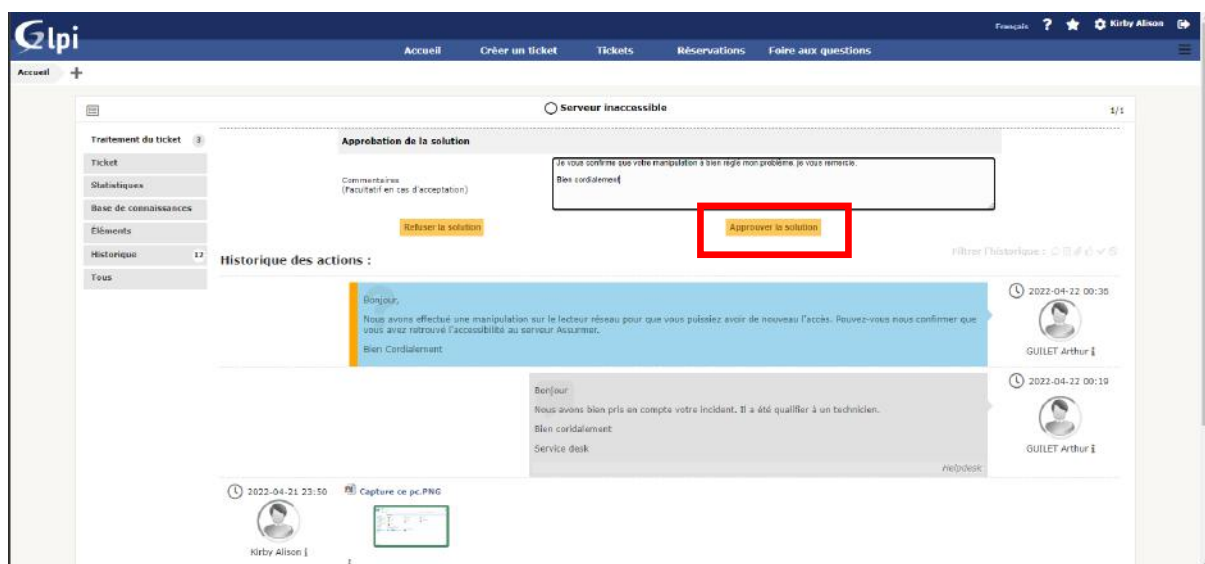 Glpi
Français ? Kirby Alison
Accueil Créer un ticket Tickets Réservations Foire aux questions
Accueil +
Serveur inaccessible 1/1
Traitement du ticket 3
Ticket
Statistiques
Base de connaissances
Éléments
Historique 12
Tous
Approbation de la solution
Commentaires
(Facultatif en cas d'acceptation)
Je vous confirme que votre manipulation à bien réglé mon problème. je vous remercie.
Bien cordialement
Refuser la solution Approuver la solution
Filtrer l'historique :
Historique des actions :
2022-04-22 00:36
Bonjour,
Nous avons effectué une manipulation sur le lecteur réseau pour que vous puissiez avoir de nouveau l'accès. Pouvez-vous nous confirmer que
vous avez retrouvé l'accessibilité au serveur Assurmer.
Bien Cordialement
GUILET Arthur i
2022-04-22 00:19
Bonjour
Nous avons bien pris en compte votre incident. Il a été qualifier à un technicien.
Bien coridalement
Service desk
GUILET Arthur i
Helpdesk
2022-04-21 23:50 Capture ce pc.PNG
Kirby Alison i